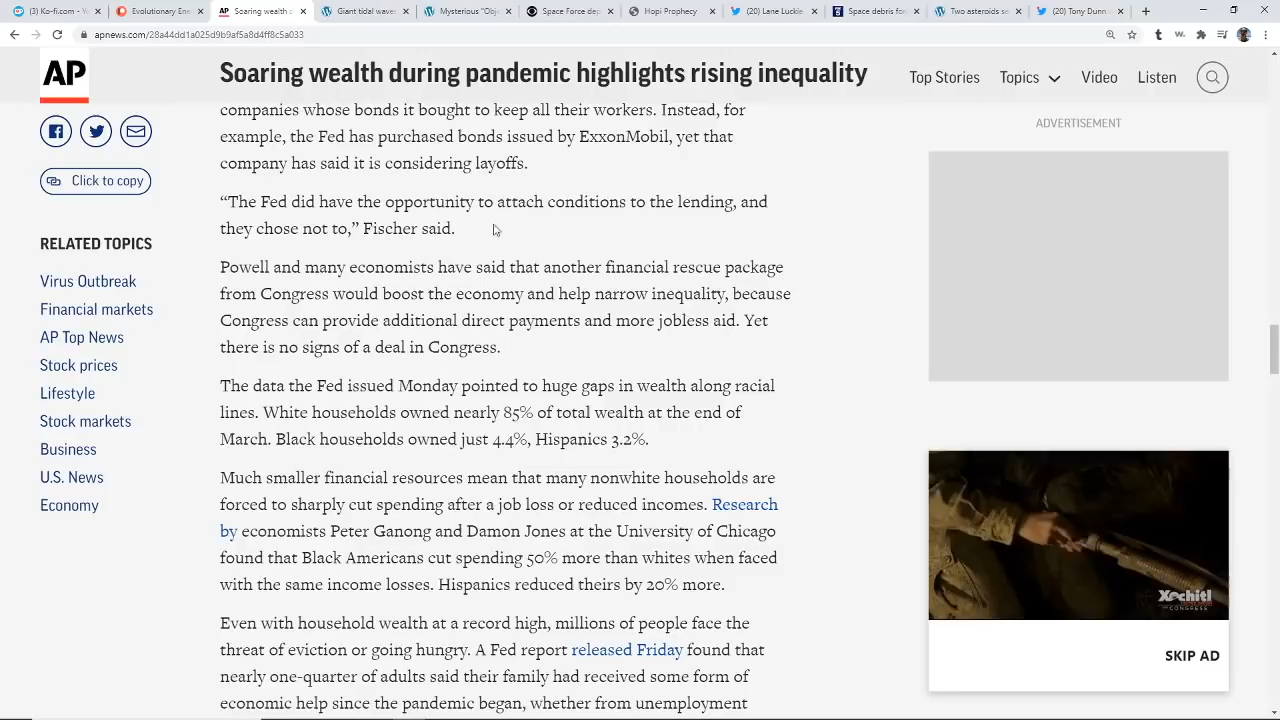 Ko-fi.com - You
Evolutionary Ene
Soaring wealth d
Giant tidal waves
Mysterious "Obje
Space Force dep
Hopi Prophecy
(20) Lane Luckie
Space debris fo
Two asteroids se
(20) Tony Dunn
apnews.com/28a44dd1a025d9b9af5a8d4ff8c5a033
AP
Soaring wealth during pandemic highlights rising inequality
Top Stories
Topics
Video
Listen
Click to copy
RELATED TOPICS
Virus Outbreak
Financial markets
AP Top News
Stock prices
Lifestyle
Stock markets
Business
U.S. News
Economy
companies whose bonds it bought to keep all their workers. Instead, for
example, the Fed has purchased bonds issued by ExxonMobil, yet that
company has said it is considering layoffs.
“The Fed did have the opportunity to attach conditions to the lending, and
they chose not to,” Fischer said.
Powell and many economists have said that another financial rescue package
from Congress would boost the economy and help narrow inequality, because
Congress can provide additional direct payments and more jobless aid. Yet
there is no signs of a deal in Congress.
The data the Fed issued Monday pointed to huge gaps in wealth along racial
lines. White households owned nearly 85% of total wealth at the end of
March. Black households owned just 4.4%, Hispanics 3.2%.
Much smaller financial resources mean that many nonwhite households are
forced to sharply cut spending after a job loss or reduced incomes. Research
by economists Peter Ganong and Damon Jones at the University of Chicago
found that Black Americans cut spending 50% more than whites when faced
with the same income losses. Hispanics reduced theirs by 20% more.
Even with household wealth at a record high, millions of people face the
threat of eviction or going hungry. A Fed report released Friday found that
nearly one-quarter of adults said their family had received some form of
economic help since the pandemic began, whether from unemployment
ADVERTISEMENT
Xochitl
CONGRESS
SKIP AD